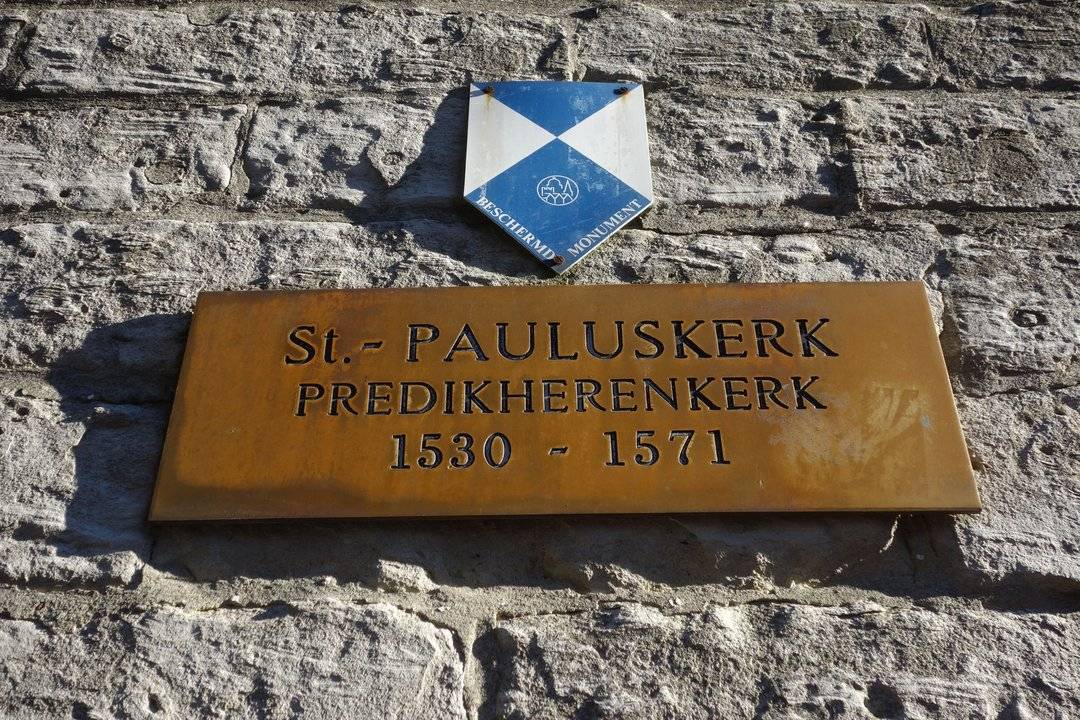 BESCHERMD MONUMENT
St.- PAULUSKERK
PREDIKHERENKERK
1530 - 1571